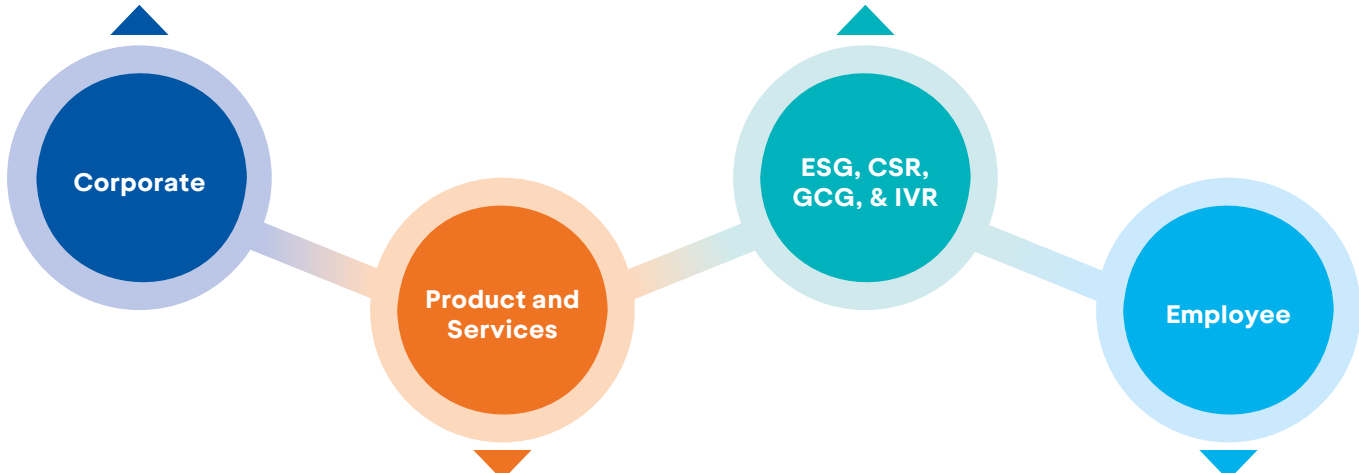 Corporate
Product and
Services
ESG, CSR,
GCG, & IVR
Employee